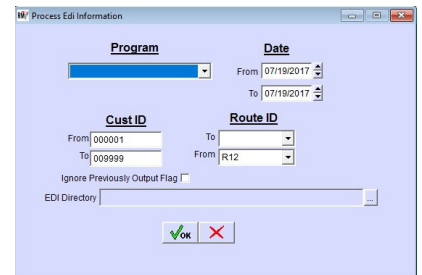 Process Edi Information
Program
Date
From 07/19/2017
To 07/19/2017
Cust ID
Route ID
From 000001
To
To 009999
From R12
Ignore Previously Output Flag
EDI Directory
...
OK